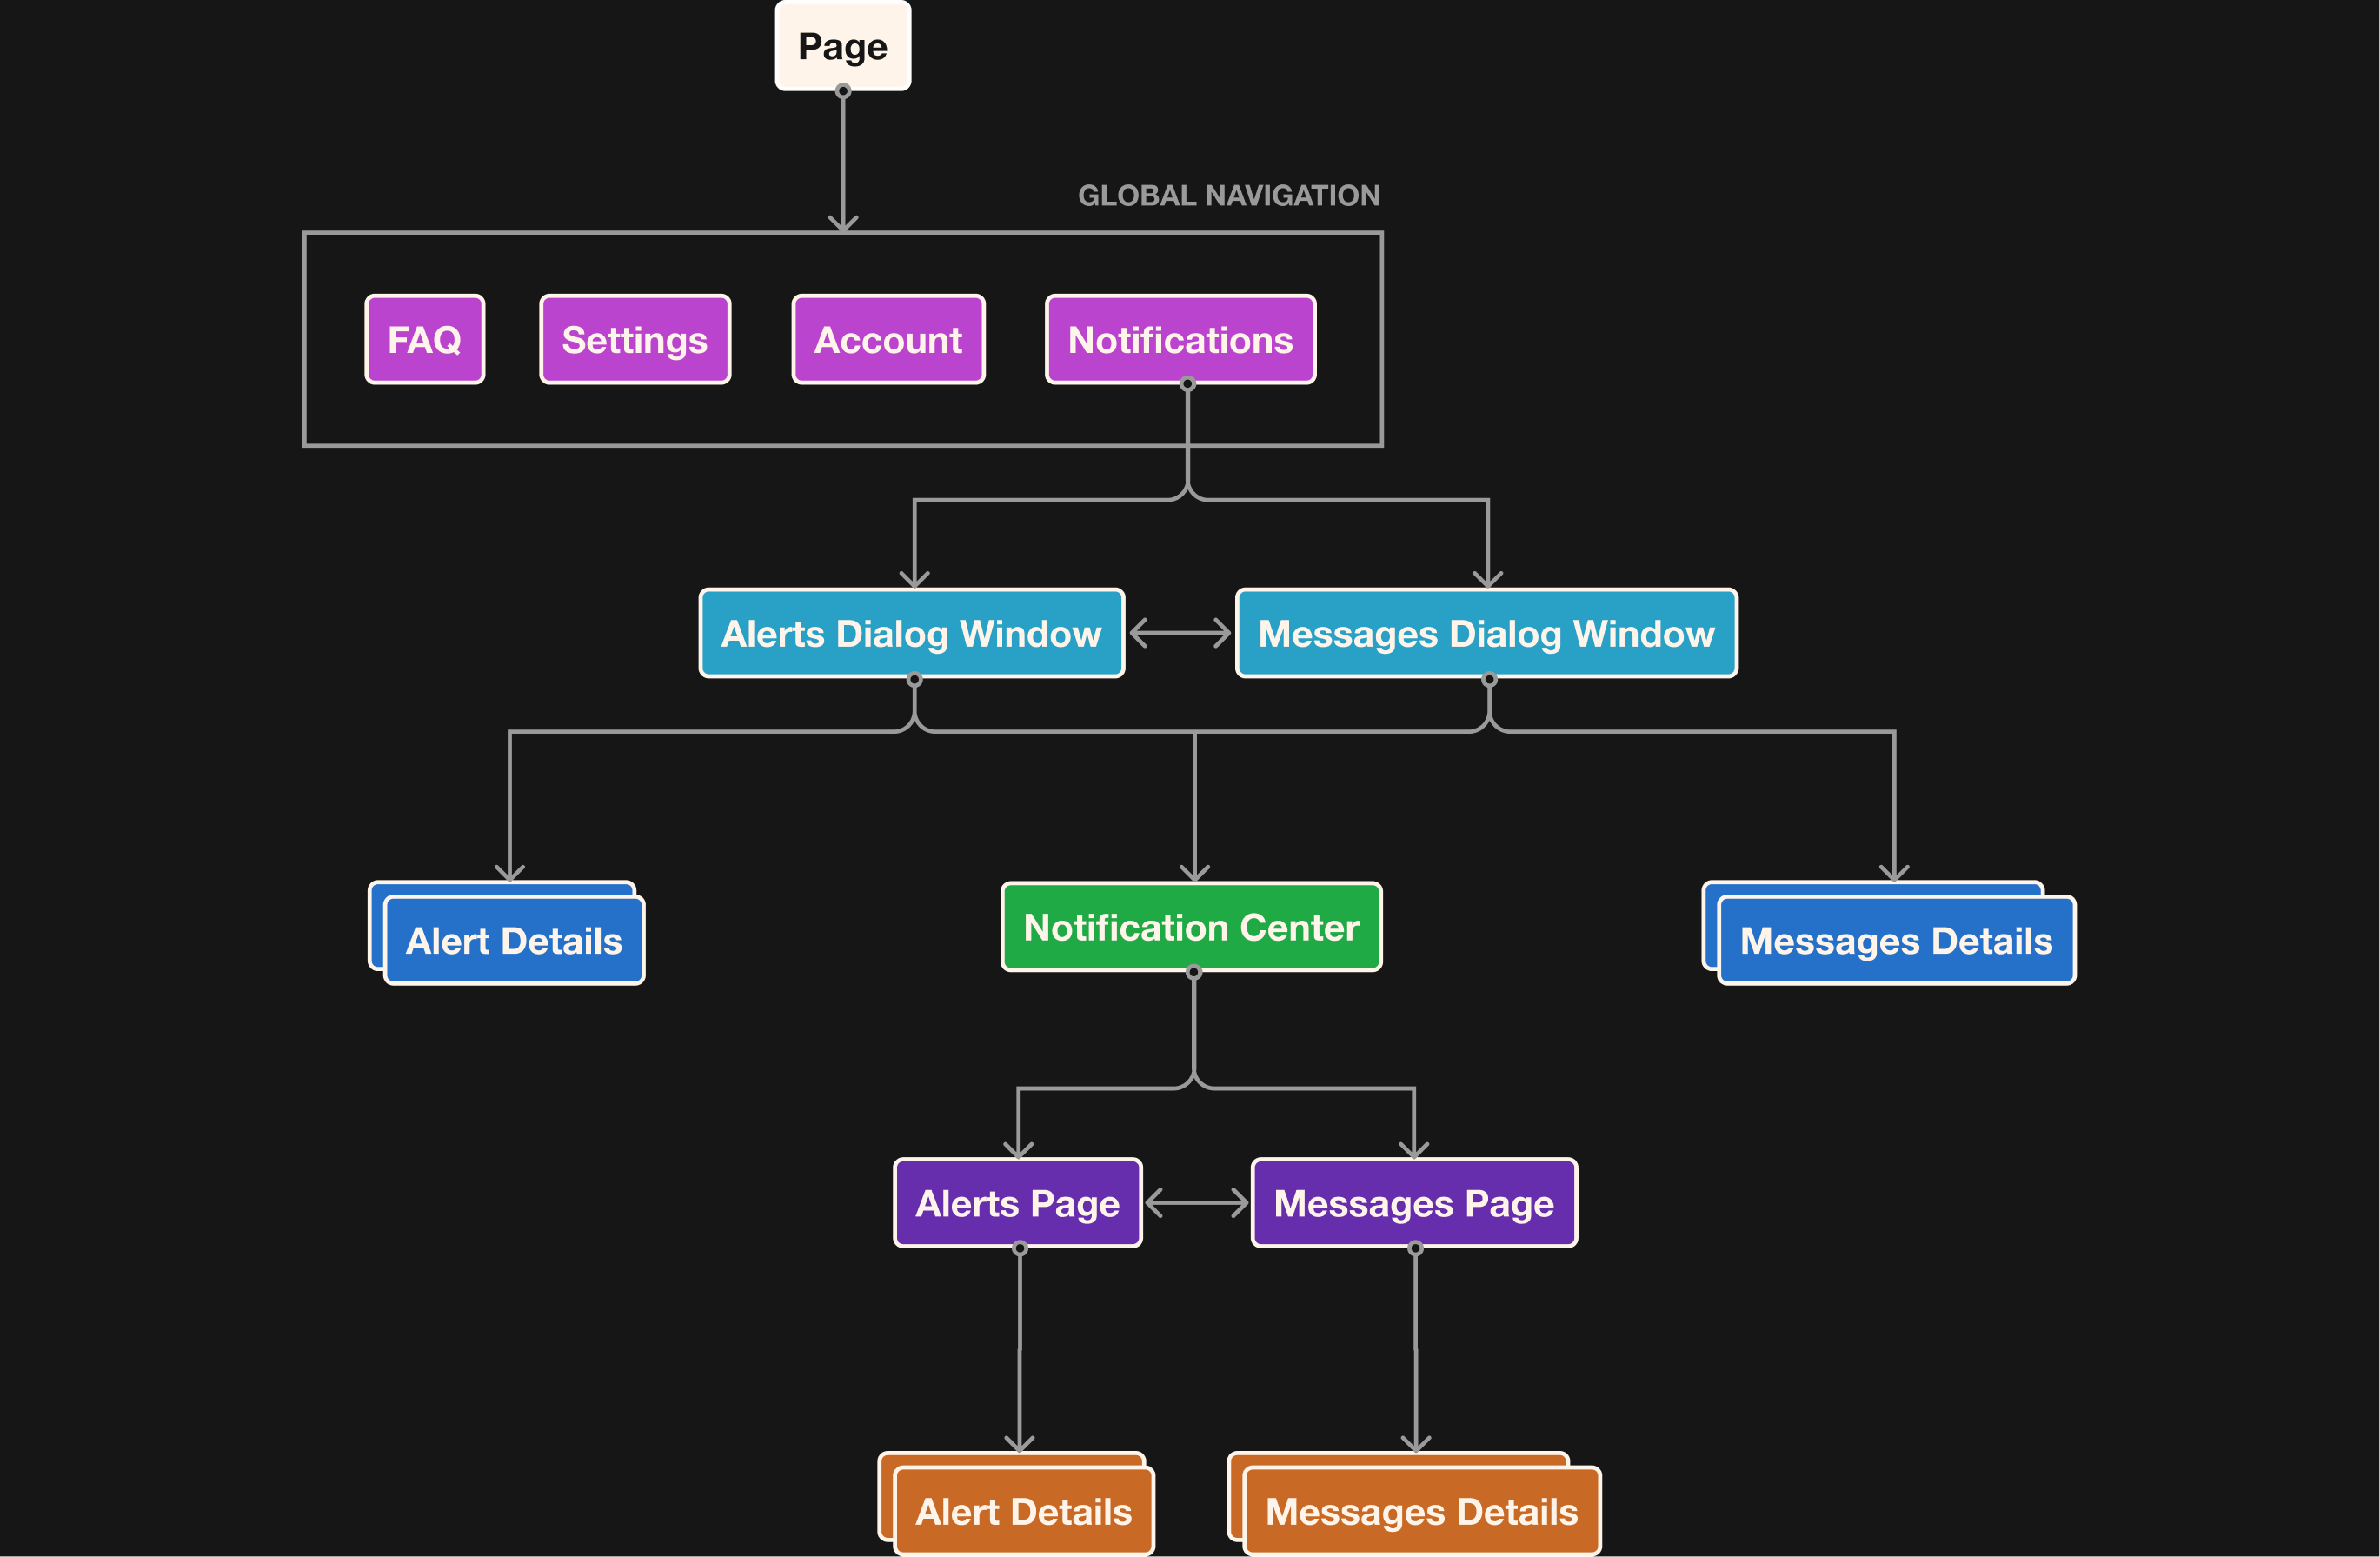 Page
GLOBAL NAVIGATION
FAQ
Settings
Account
Notifications
Alerts Dialog Window
Messages Dialog Window
Alert Details
Notification Center
Messages Details
Alerts Page
Messages Page
Alert Details
Messages Details